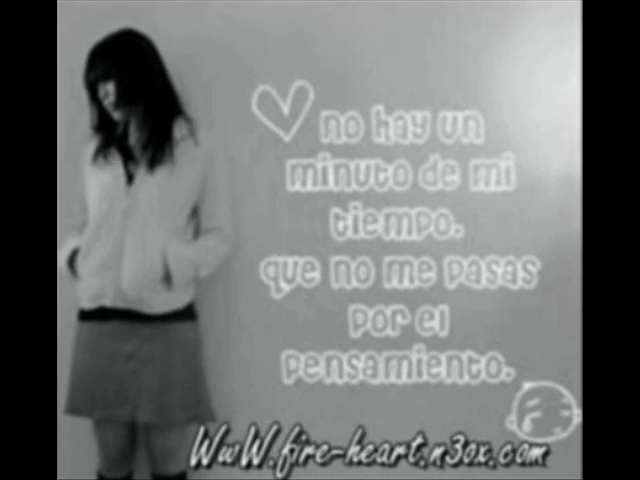 no hay un
minuto de mi
tiempo.
que no me pasas
por el
pensamiento.
WwW.fire-heart.n3ox.com